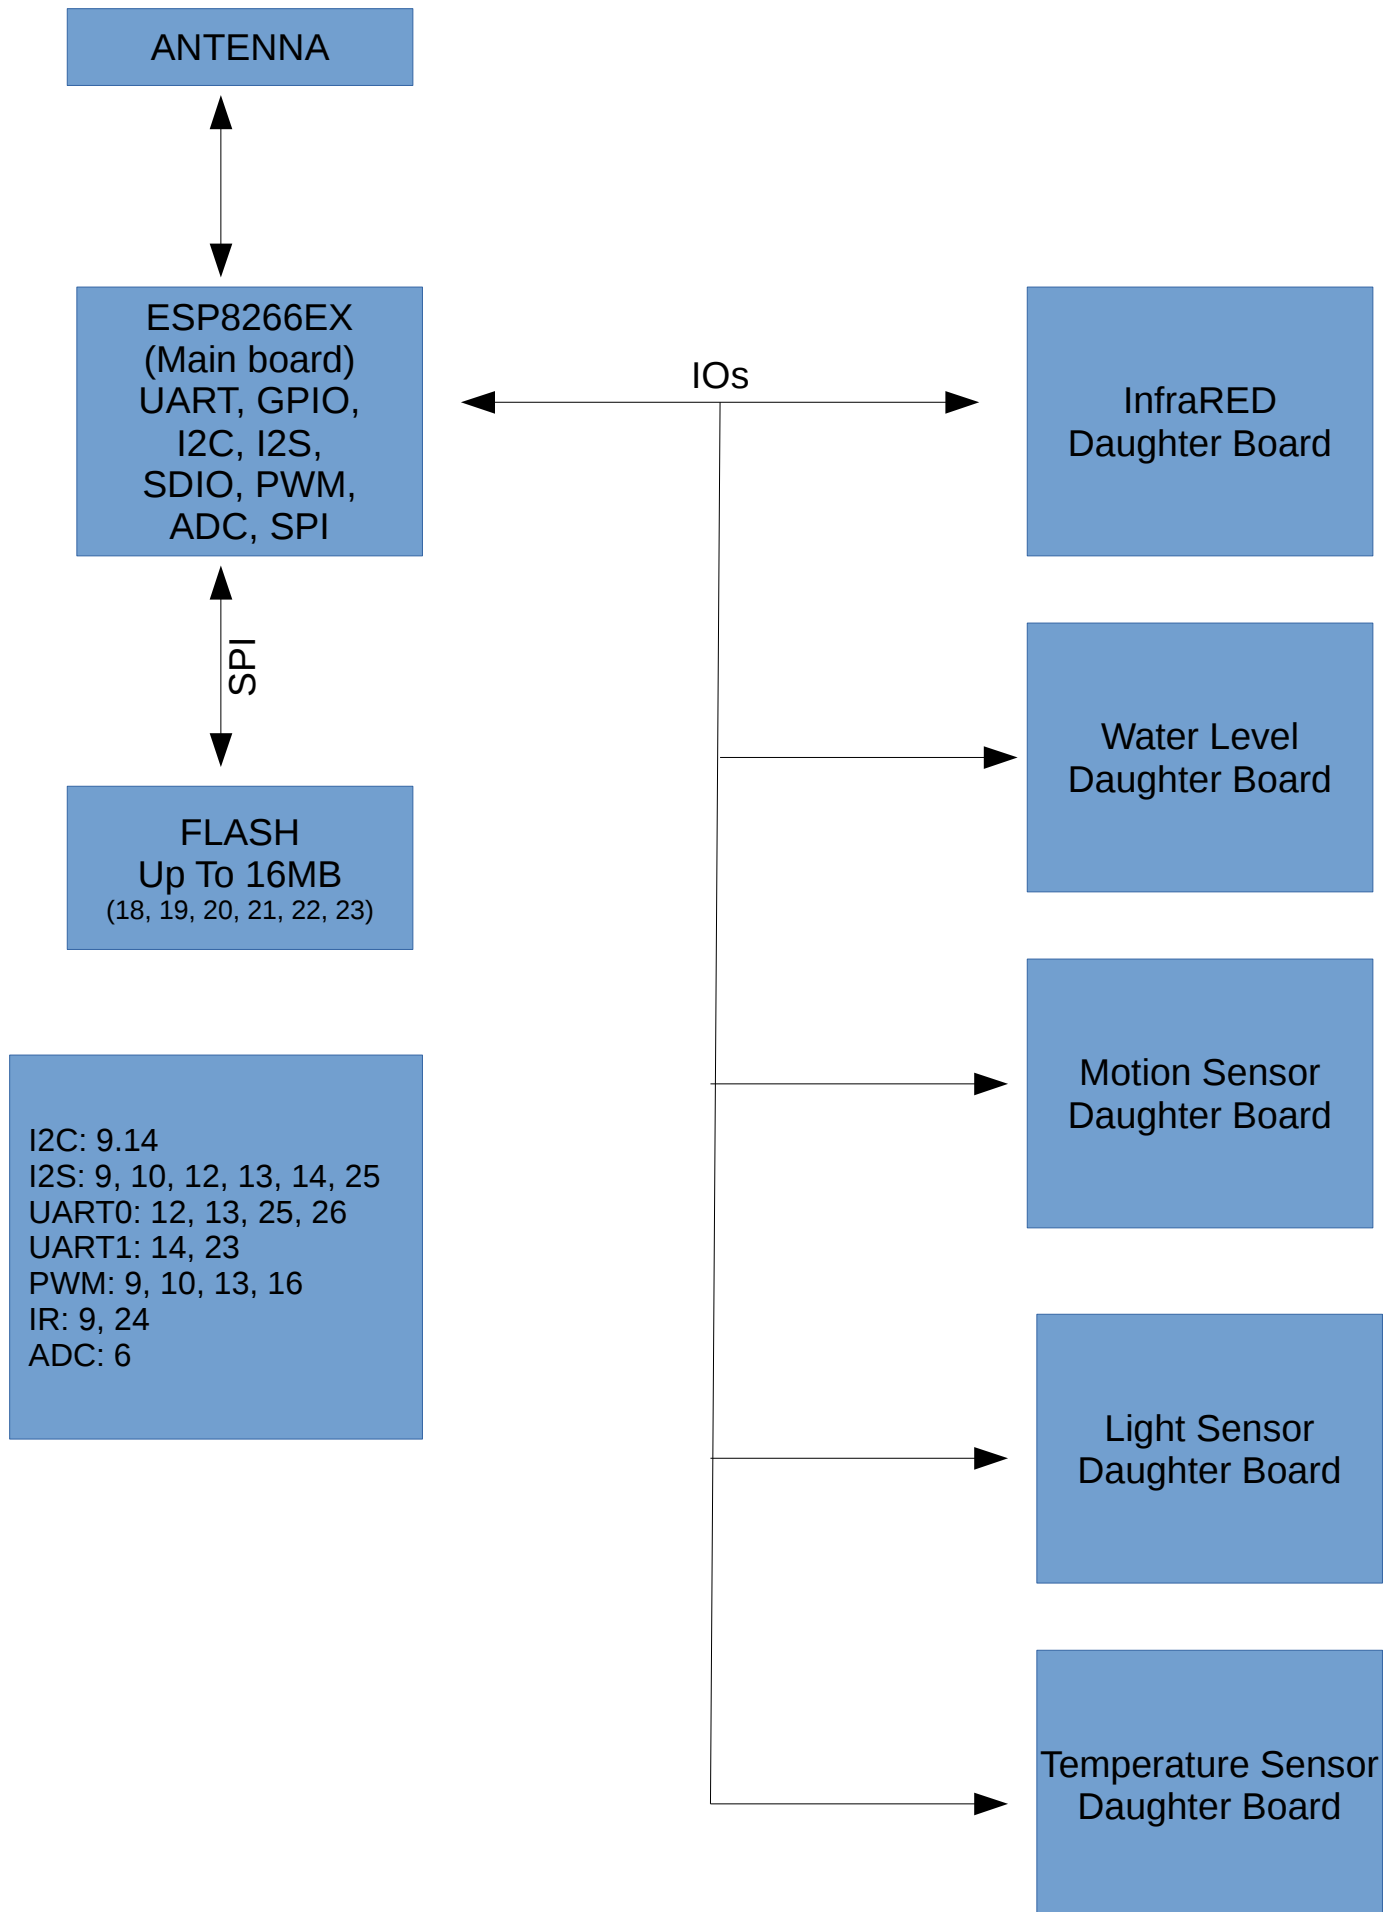 ANTENNA
ESP8266EX
(Main board)
UART, GPIO,
I2C, I2S,
SDIO, PWM,
ADC, SPI
IOs
InfraRED
Daughter Board
SPI
Water Level
Daughter Board
FLASH
Up To 16MB
(18, 19, 20, 21, 22, 23)
Motion Sensor
Daughter Board
I2C: 9.14
I2S: 9, 10, 12, 13, 14, 25
UART0: 12, 13, 25, 26
UART1: 14, 23
PWM: 9, 10, 13, 16
IR: 9, 24
ADC: 6
Light Sensor
Daughter Board
Temperature Sensor
Daughter Board